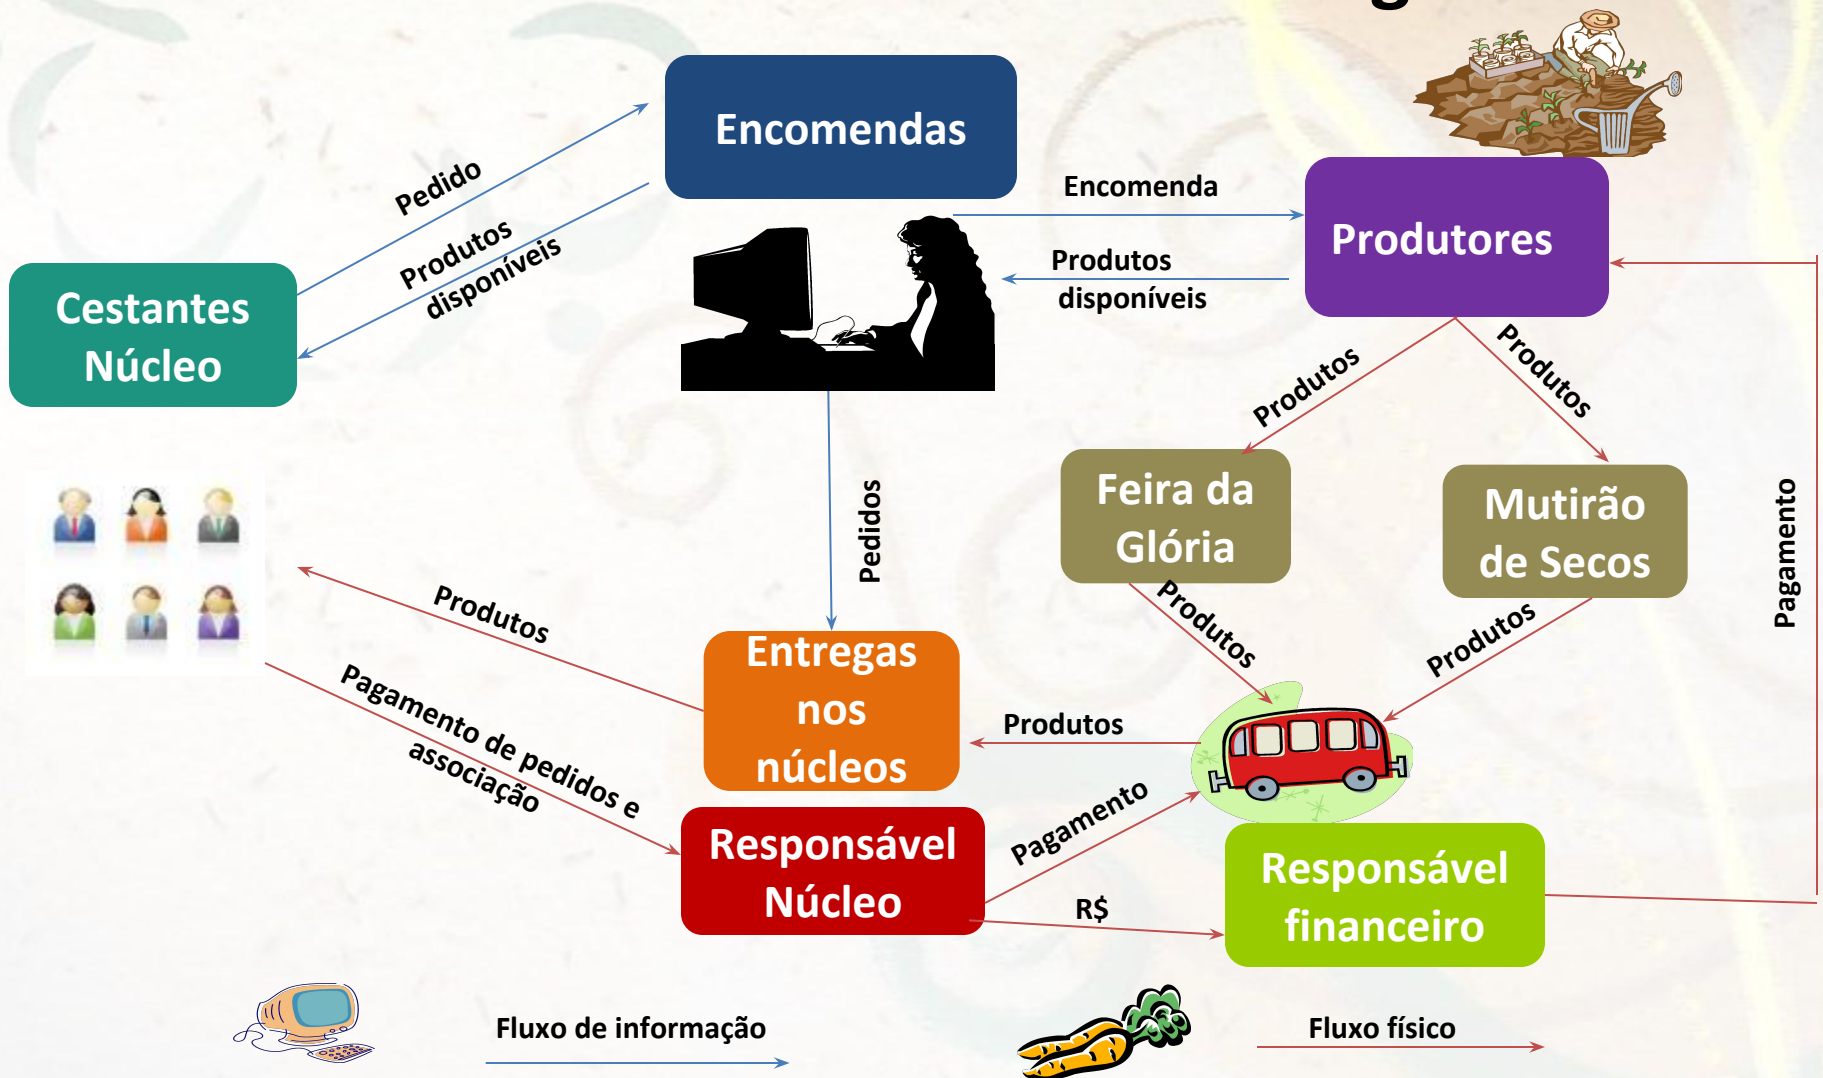 Encomendas
Pedido
Produtos
disponíveis
Encomenda
Produtos
disponíveis
Produtores
Cestantes
Núcleo
Produtos
Produtos
Feira da
Glória
Mutirão
de Secos
Pedidos
Pagamento
Produtos
Produtos
Produtos
Entregas
nos
núcleos
Produtos
Pagamento de pedidos e
associação
Pagamento
Responsável
Núcleo
R$
Responsável
financeiro
Fluxo de informação
Fluxo físico